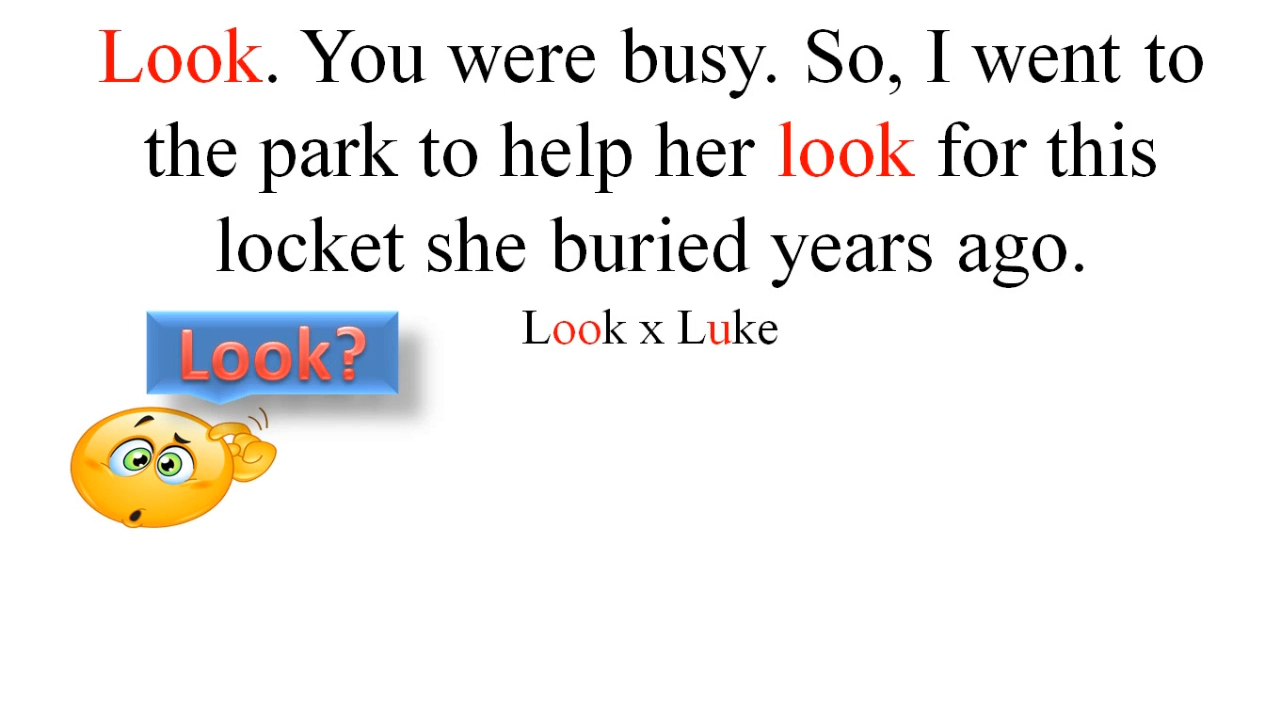 Look. You were busy. So, I went to
the park to help her look for this
locket she buried years ago.
Look x Luke
Look?